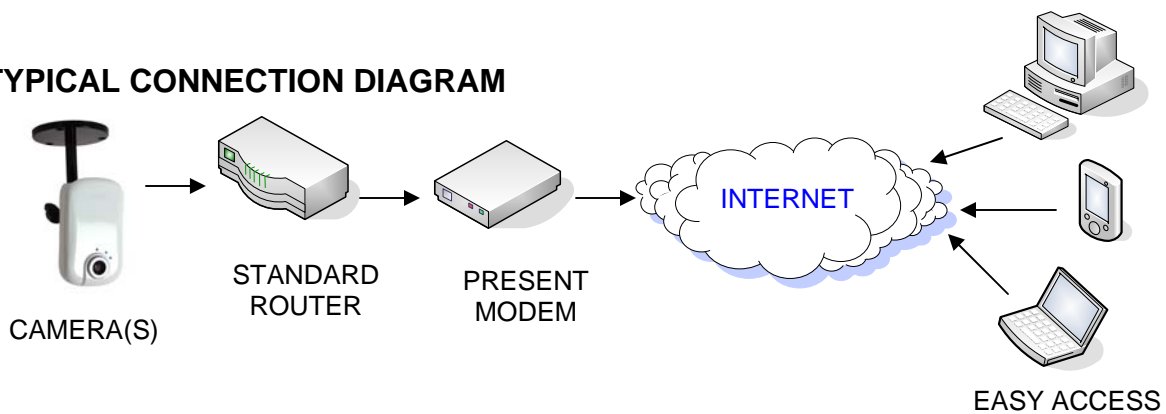 TYPICAL CONNECTION DIAGRAM
INTERNET
STANDARD
ROUTER
PRESENT
MODEM
CAMERA(S)
EASY ACCESS